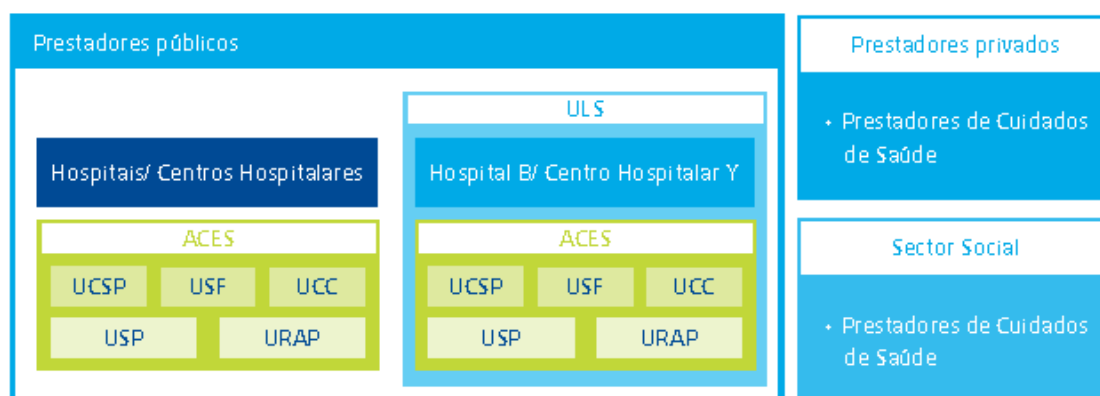 Prestadores públicos
ULS
Hospitais/ Centros Hospitalares
Hospital B/ Centro Hospitalar Y
ACES
UCSP USF UCC
USP URAP
ACES
UCSP USF UCC
USP URAP
Prestadores privados
• Prestadores de Cuidados
de Saúde
Sector Social
• Prestadores de Cuidados
de Saúde